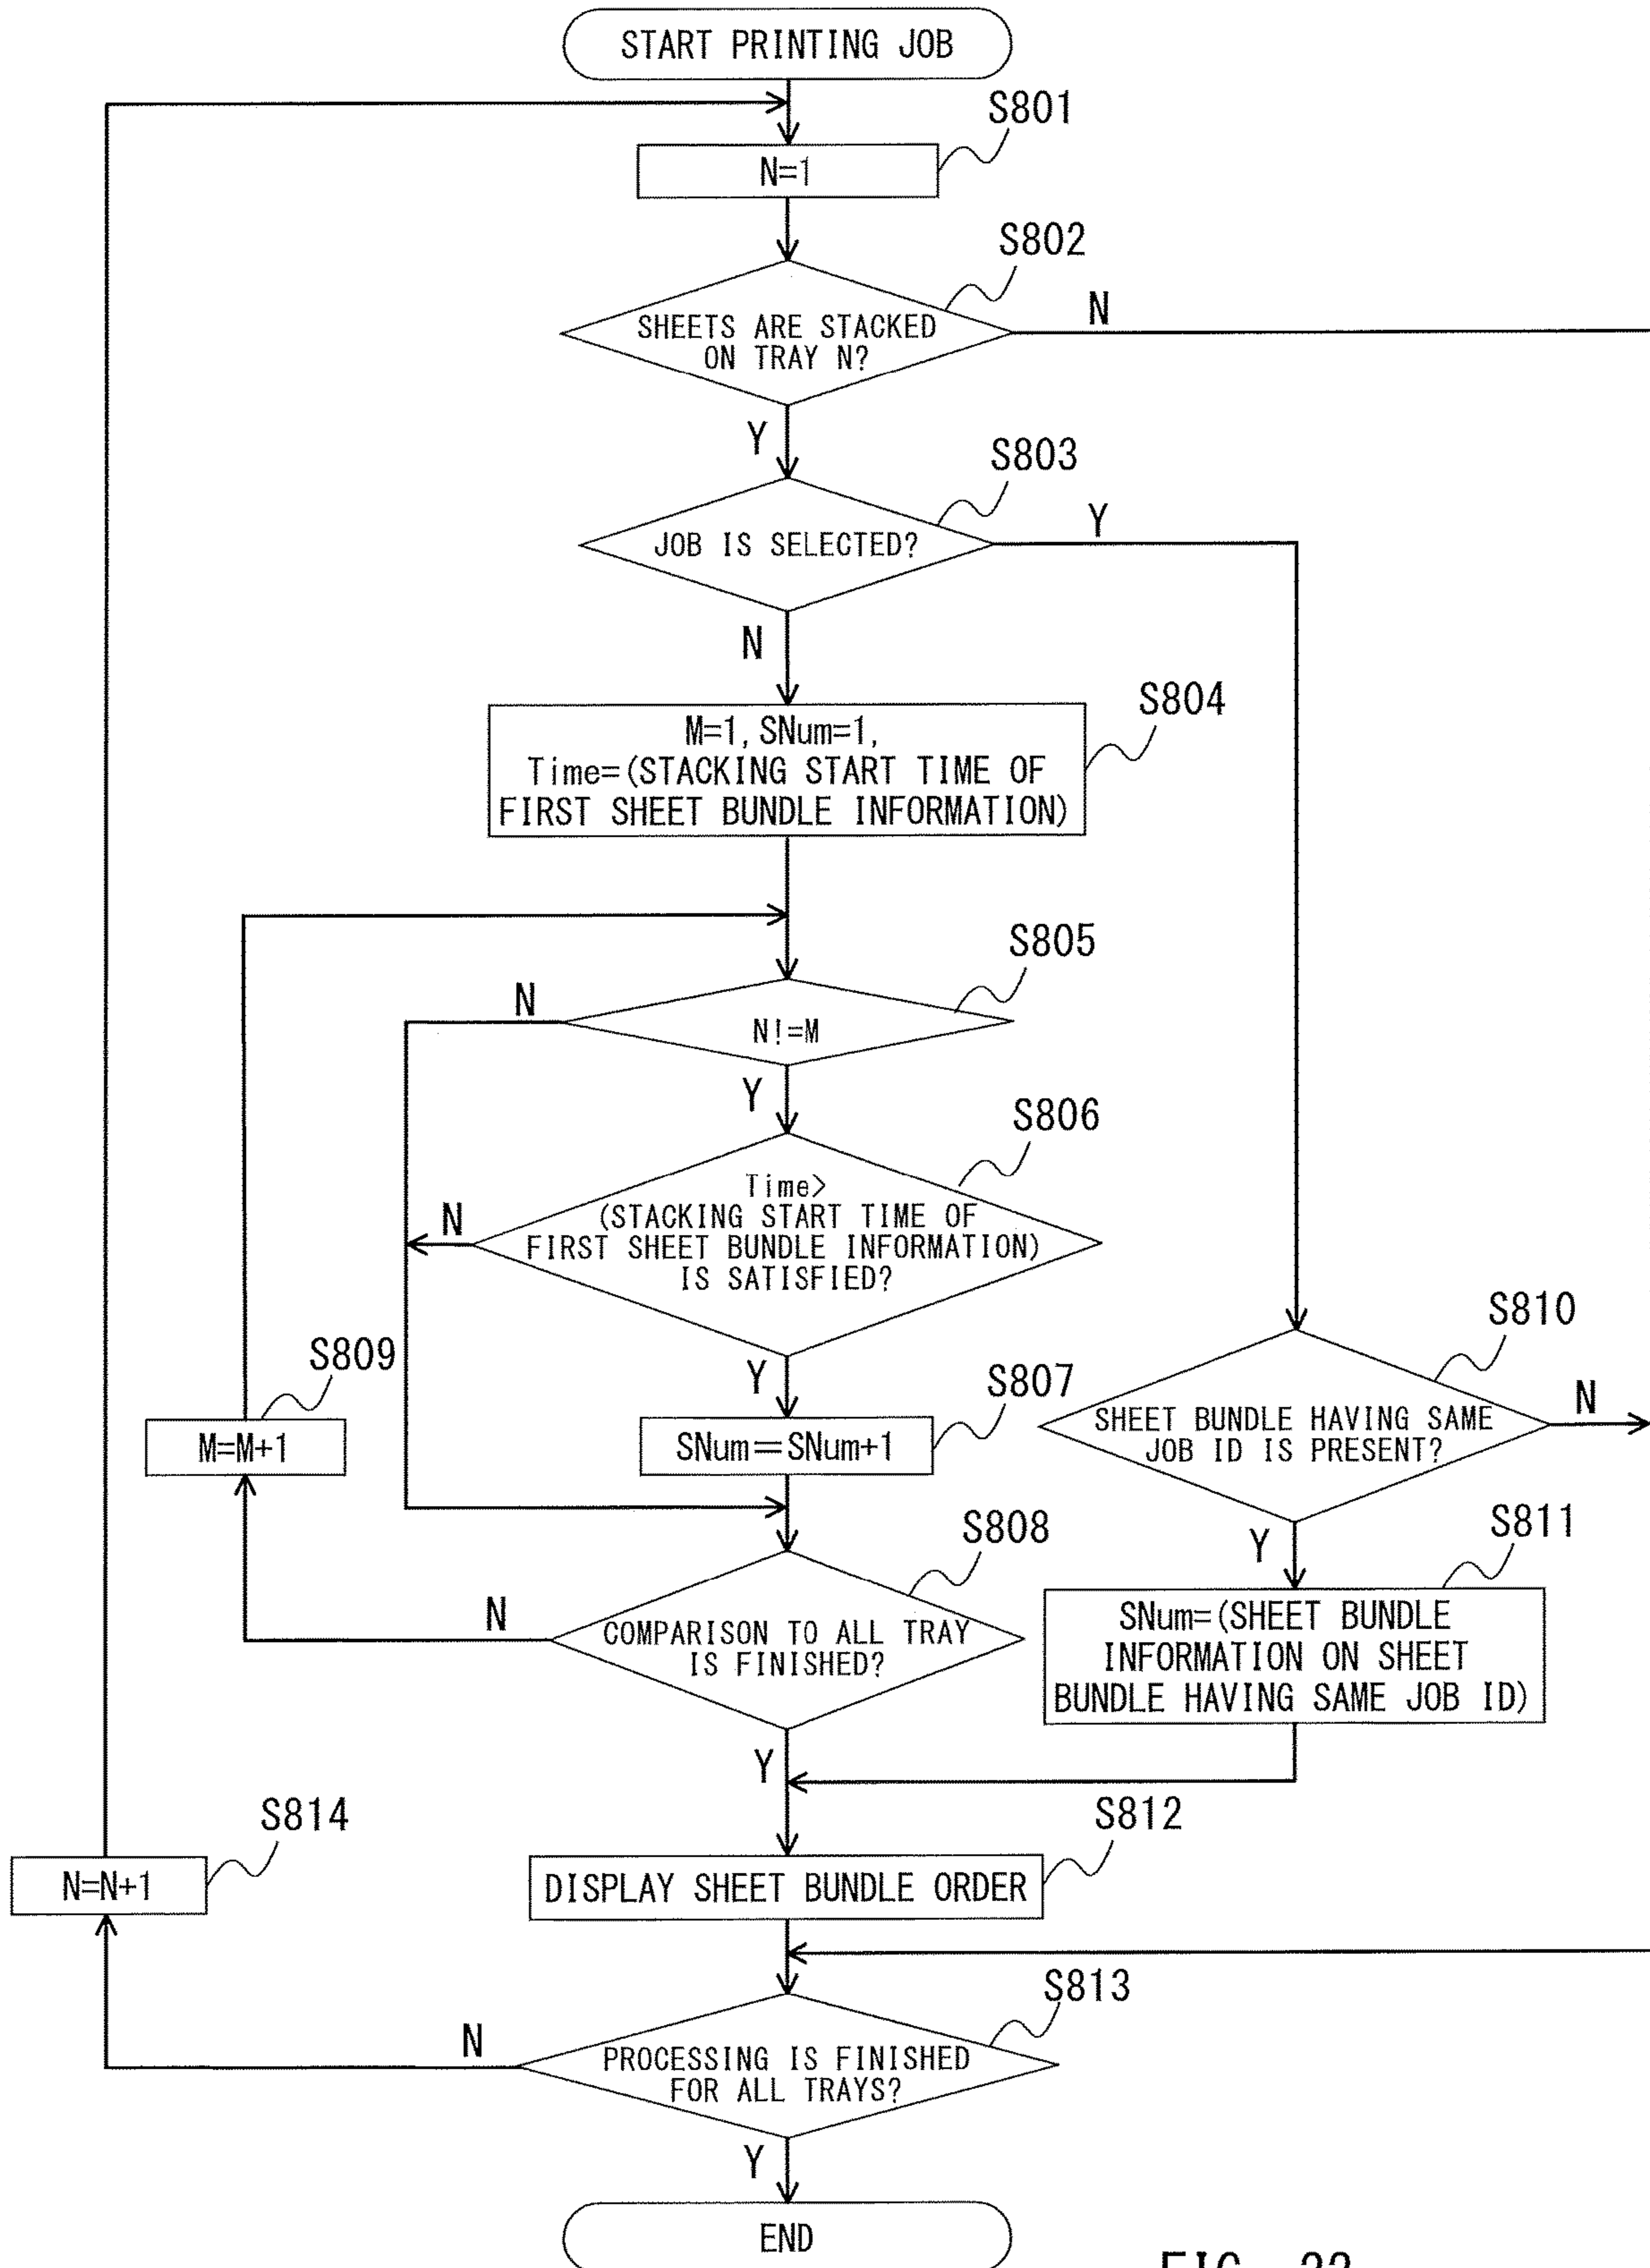 START PRINTING JOB
S801
N=1
S802
SHEETS ARE STACKED
ON TRAY N?
N
Y
S803
JOB IS SELECTED?
Y
N
S804
M=1, SNum=1,
Time=(STACKING START TIME OF
FIRST SHEET BUNDLE INFORMATION)
S805
N!=M
N
Y
S806
Time>
(STACKING START TIME OF
FIRST SHEET BUNDLE INFORMATION)
IS SATISFIED?
N
Y
S807
SNum=SNum+1
S809
M=M+1
S808
COMPARISON TO ALL TRAY
IS FINISHED?
N
Y
S810
SHEET BUNDLE HAVING SAME
JOB ID IS PRESENT?
N
Y
S811
SNum=(SHEET BUNDLE
INFORMATION ON SHEET
BUNDLE HAVING SAME JOB ID)
S812
DISPLAY SHEET BUNDLE ORDER
S814
N=N+1
S813
PROCESSING IS FINISHED
FOR ALL TRAYS?
N
Y
END